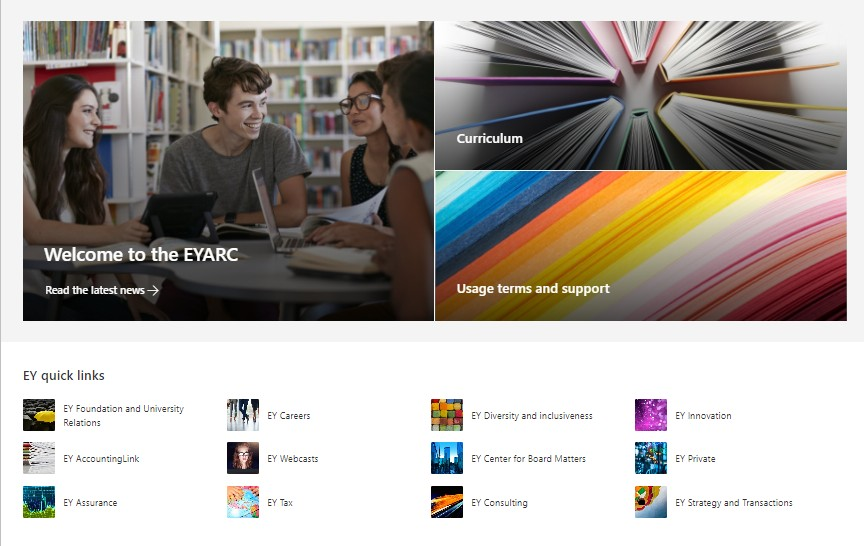 Welcome to the EYARC
Read the latest news →
Curriculum
Usage terms and support
EY quick links
EY Foundation and University
Relations
EY Careers
EY Diversity and inclusiveness
EY Innovation
EY AccountingLink
EY Webcasts
EY Center for Board Matters
EY Private
EY Assurance
EY Tax
EY Consulting
EY Strategy and Transactions